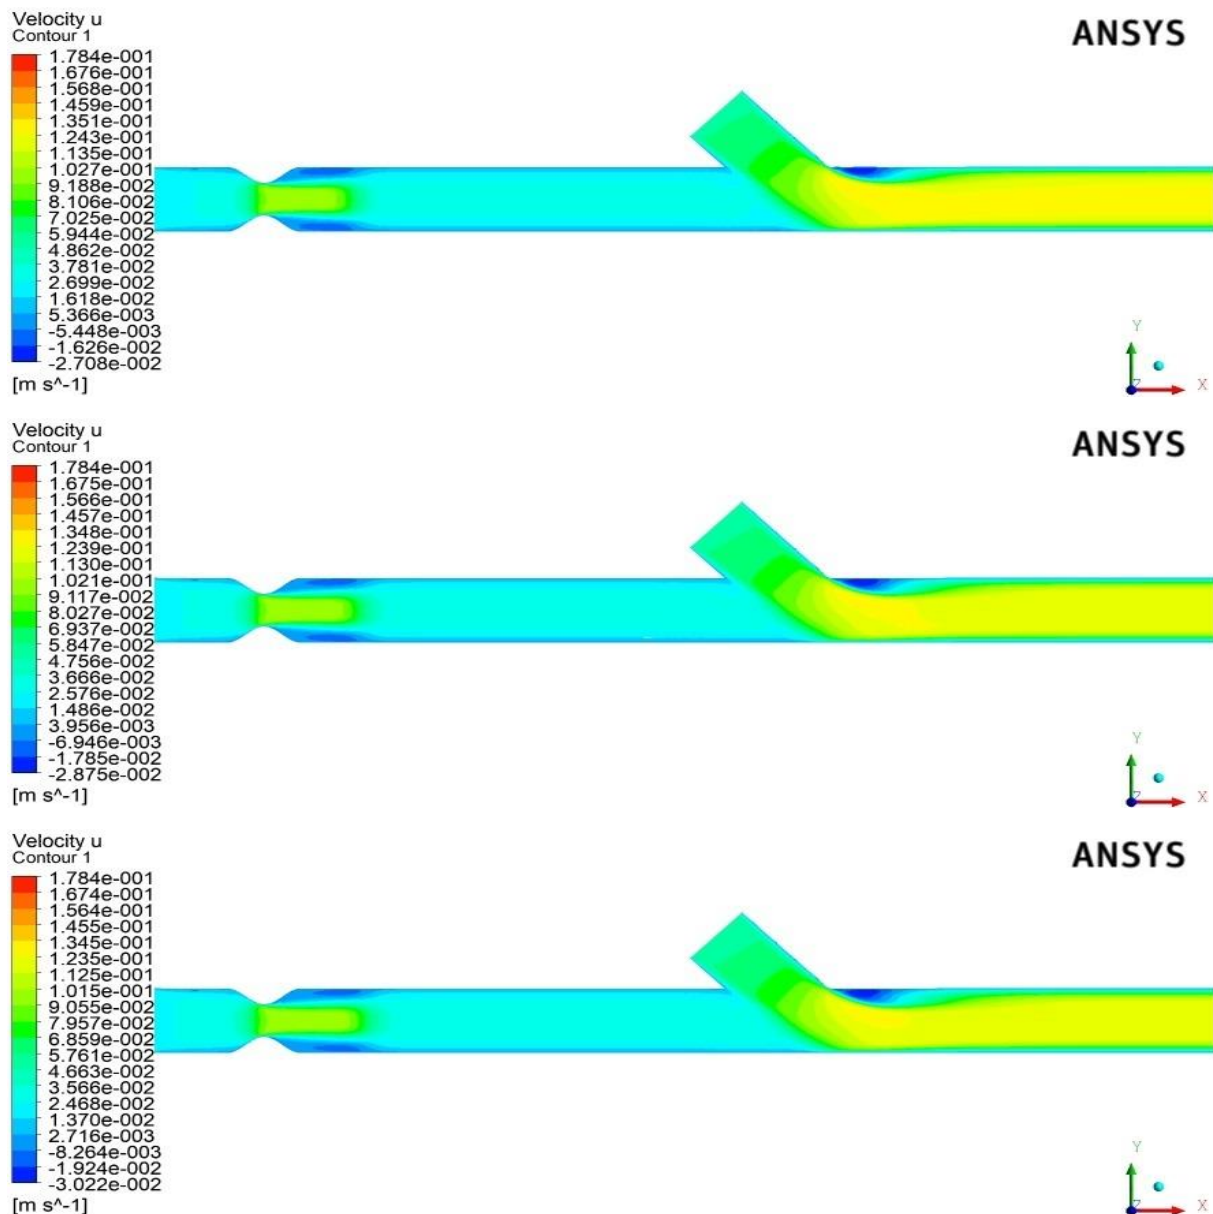 Velocity u
Contour 1
ANSYS
1.784e-001
1.676e-001
1.568e-001
1.459e-001
1.351e-001
1.243e-001
1.135e-001
1.027e-001
9.188e-002
8.106e-002
7.025e-002
5.944e-002
4.862e-002
3.781e-002
2.699e-002
1.618e-002
5.366e-003
-5.448e-003
-1.626e-002
-2.708e-002
[m s^-1]
Y
Z
X
Velocity u
Contour 1
ANSYS
1.784e-001
1.675e-001
1.566e-001
1.457e-001
1.348e-001
1.239e-001
1.130e-001
1.021e-001
9.117e-002
8.027e-002
6.937e-002
5.847e-002
4.756e-002
3.666e-002
2.576e-002
1.486e-002
3.956e-003
-6.946e-003
-1.785e-002
-2.875e-002
[m s^-1]
Y
Z
X
Velocity u
Contour 1
ANSYS
1.784e-001
1.674e-001
1.564e-001
1.455e-001
1.345e-001
1.235e-001
1.125e-001
1.015e-001
9.055e-002
7.957e-002
6.859e-002
5.761e-002
4.663e-002
3.566e-002
2.468e-002
1.370e-002
2.716e-003
-8.264e-003
-1.924e-002
-3.022e-002
[m s^-1]
Y
Z
X